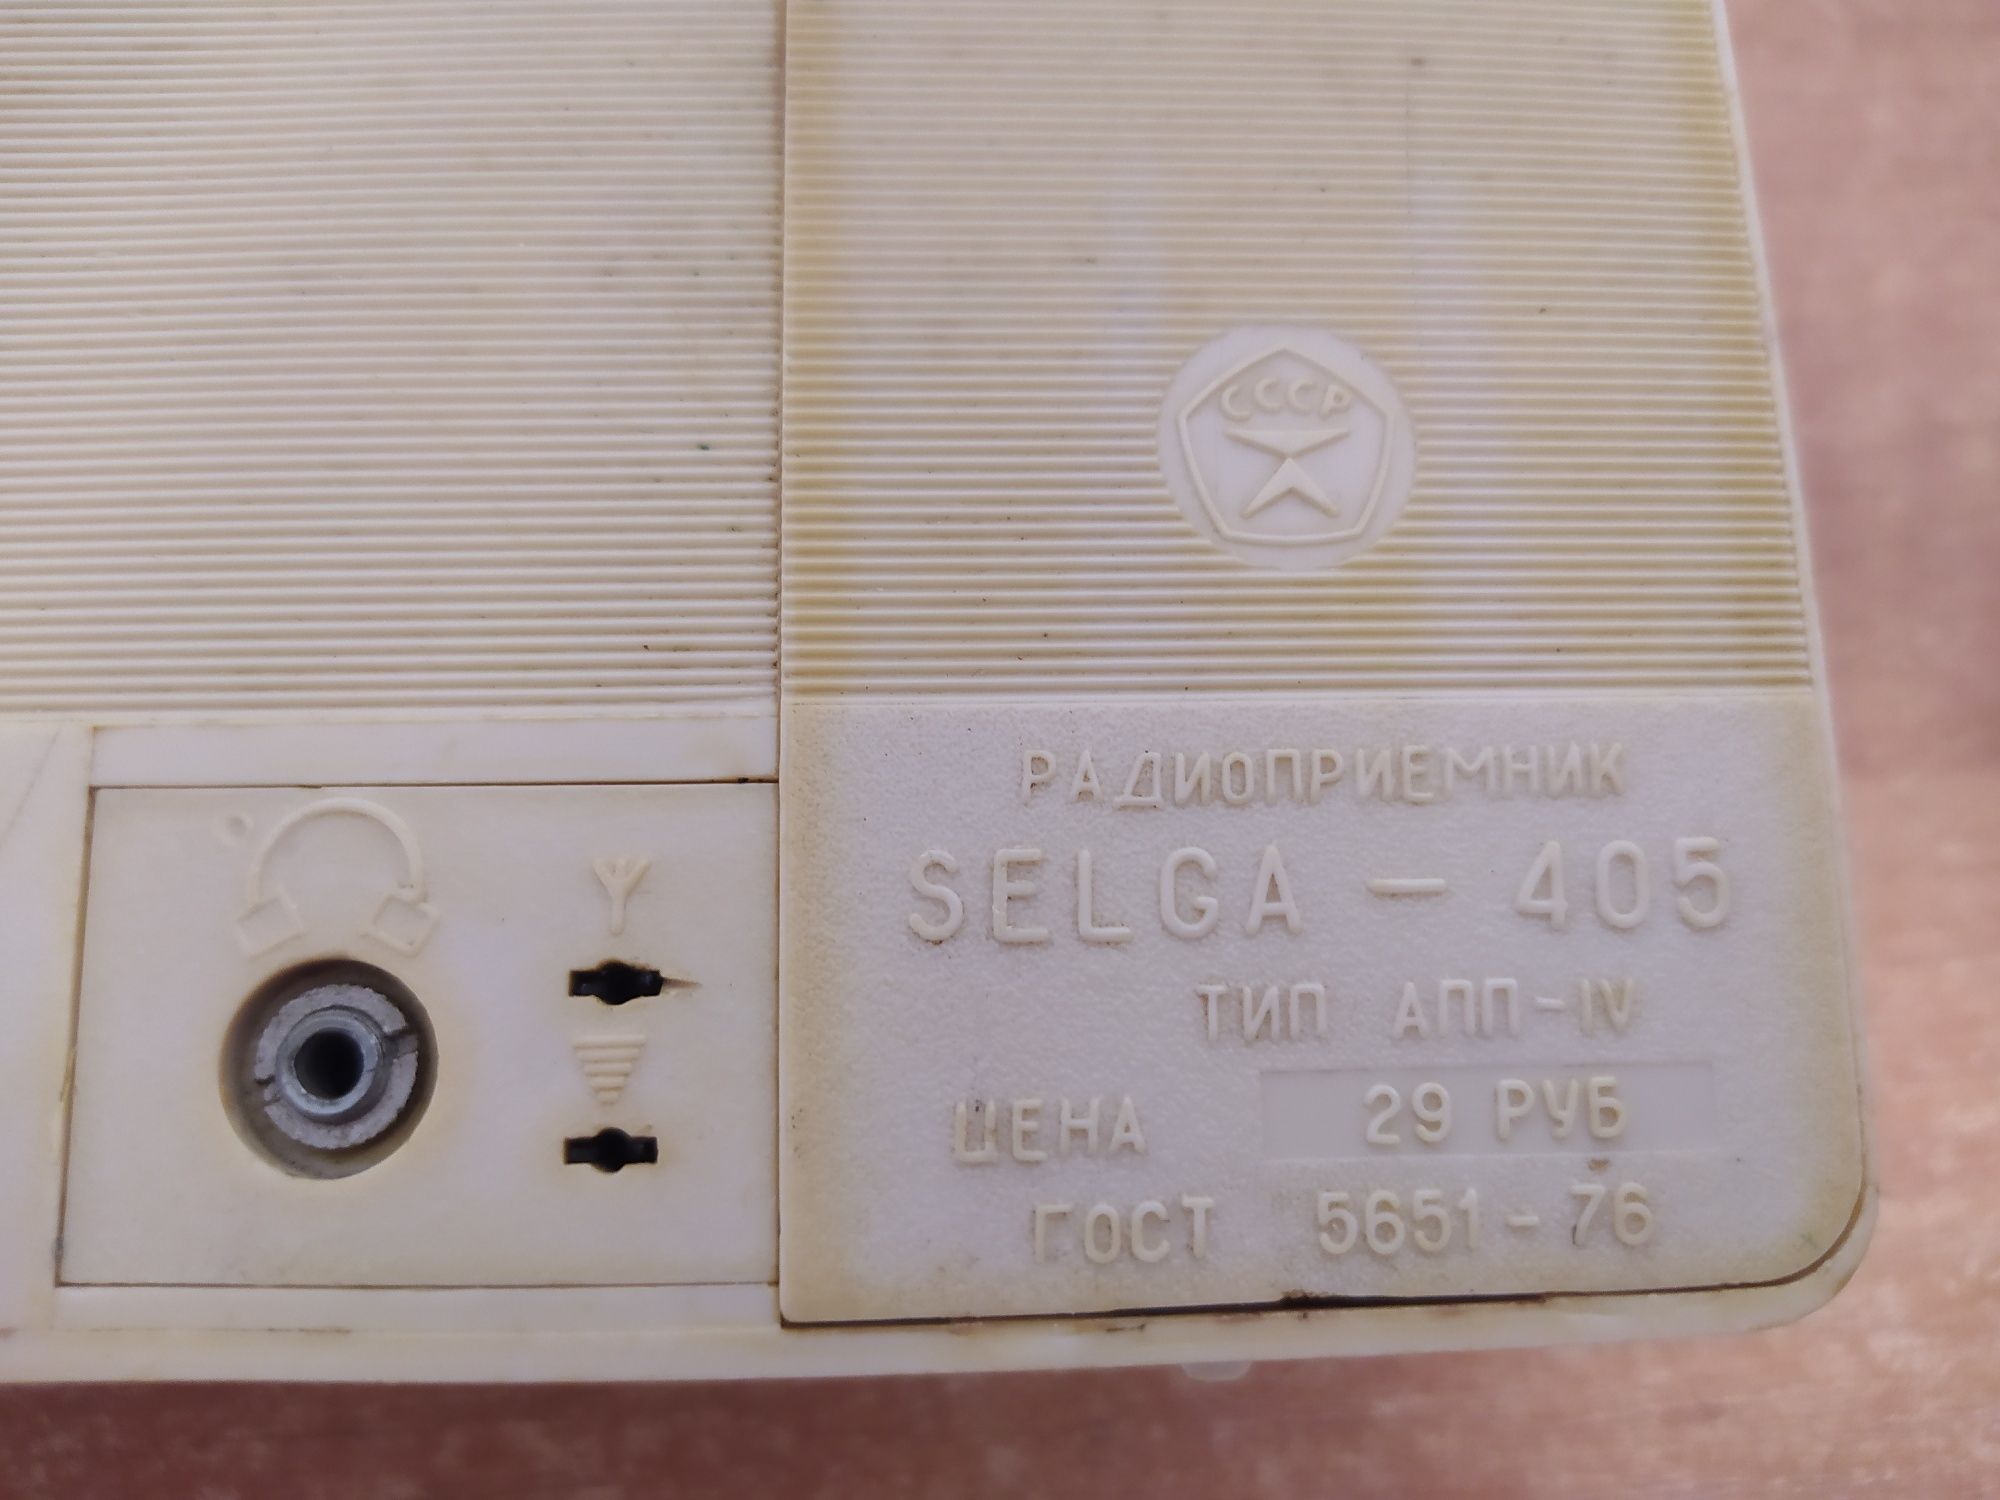 СССР
РАДИОПРИЕМНИК
SELGA — 405
ТИП АПП-IV
ЦЕНА 29 РУБ
ГОСТ 5651-76